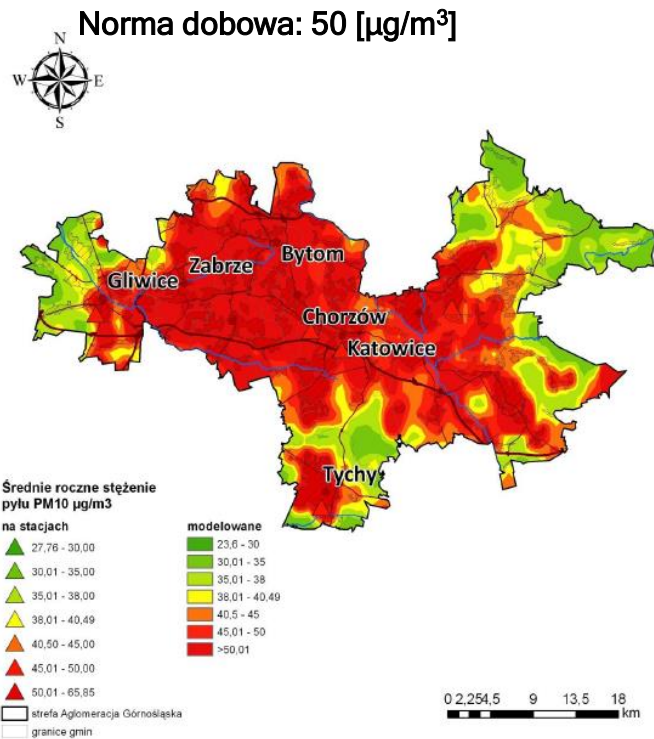 Norma dobowa: 50 [µg/m³]
N
W E
S
Bytom
Zabrze
Gliwice
Chorzów
Katowice
Tychy
Średnie roczne stężenie
pyłu PM10 µg/m3
na stacjach
27,76 - 30,00
30,01 - 35,00
35,01 - 38,00
38,01 - 40,49
40,50 - 45,00
45,01 - 50,00
50,01 - 65,85
strefa Aglomeracja Górnośląska
granice gmin
modelowane
23,6 - 30
30,01 - 35
35,01 - 38
38,01 - 40,49
40,5 - 45
45,01 - 50
>50,01
0 2,25 4,5 9 13,5 18
km